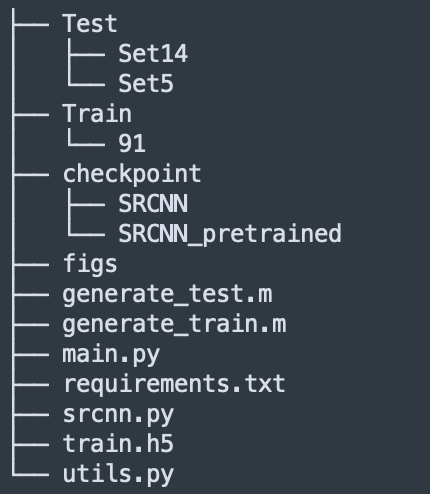 ├── Test
│   ├── Set14
│   └── Set5
├── Train
│   └── 91
├── checkpoint
│   ├── SRCNN
│   └── SRCNN_pretrained
├── figs
├── generate_test.m
├── generate_train.m
├── main.py
├── requirements.txt
├── srcnn.py
├── train.h5
└── utils.py